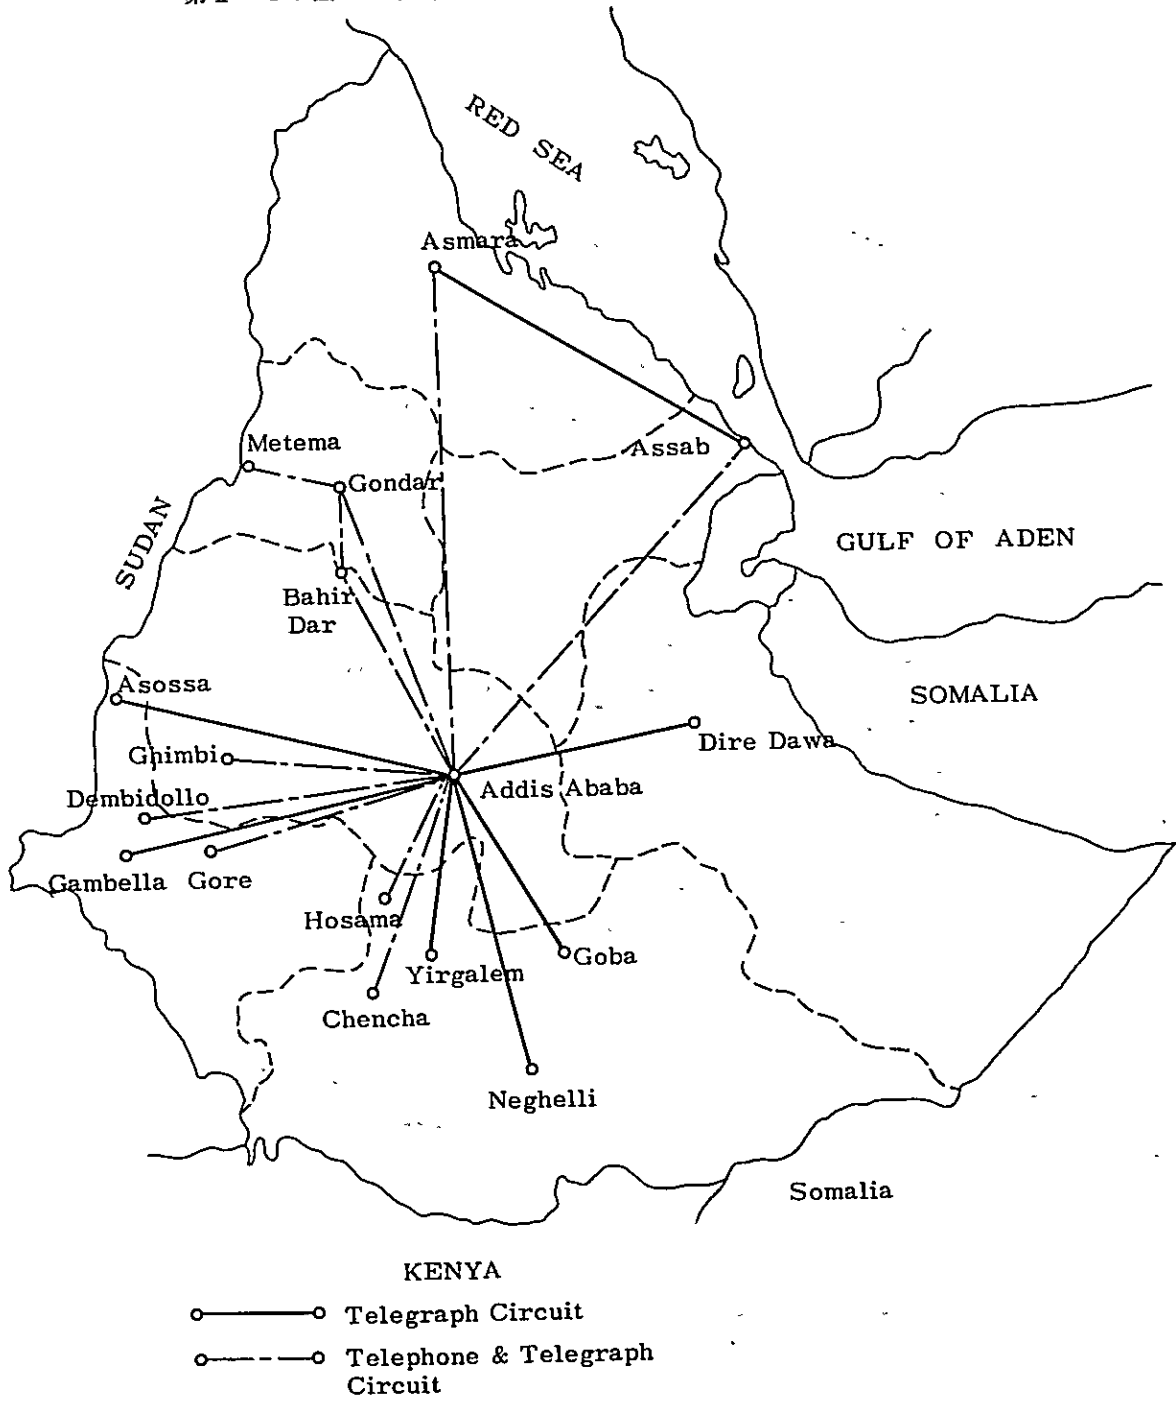 RED SEA
Asmara
Metema
Gondar
Assab
SUDAN
GULF OF ADEN
Bahir
Dar
Asossa
SOMALIA
Ghimbi
Dire Dawa
Dembidollo
Addis Ababa
Gambella
Gore
Hosama
Goba
Yirgalem
Chencha
Neghelli
Somalia
KENYA
Telegraph Circuit
Telephone & Telegraph
Circuit